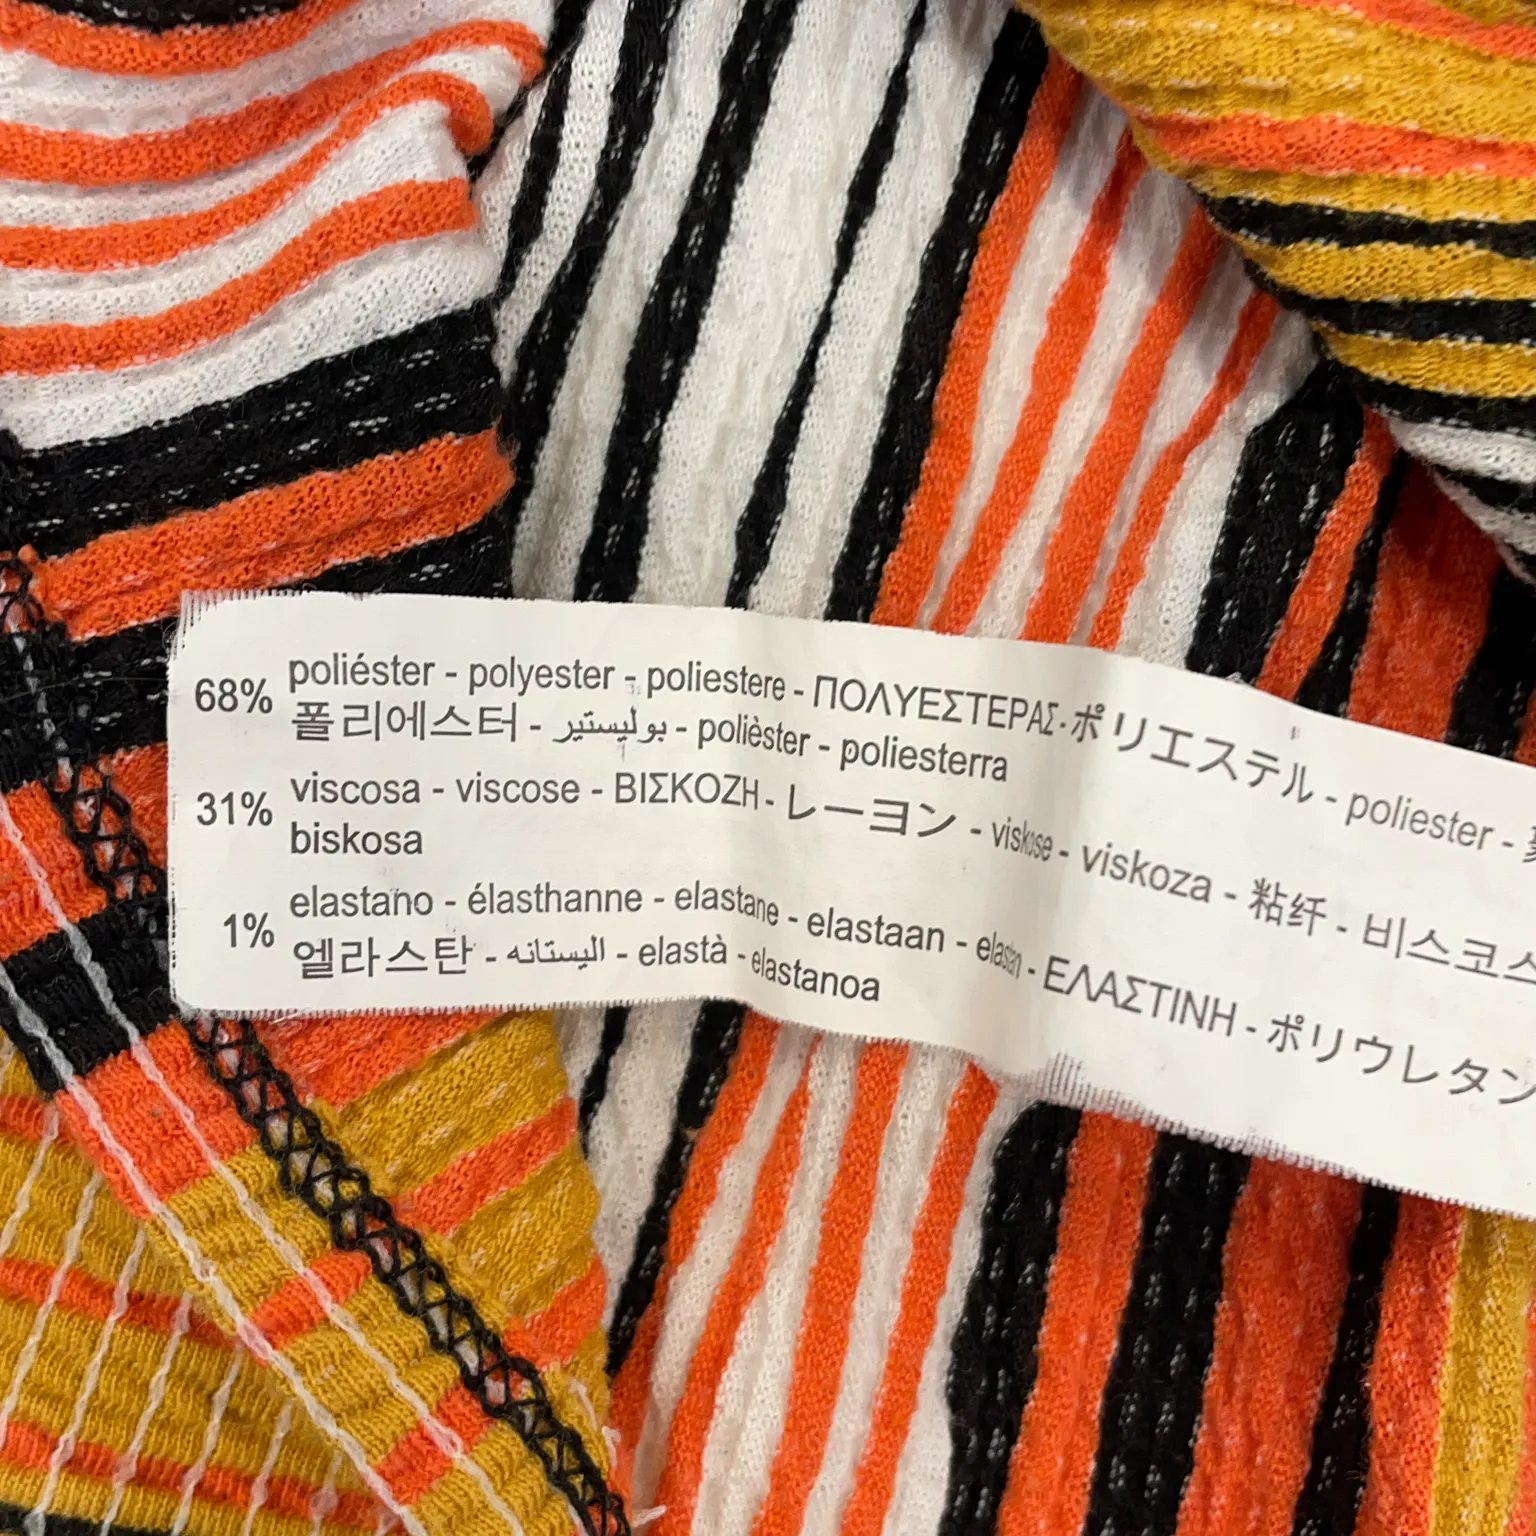 68% poliéster - polyester - poliestere - ΠΟΛΥΕΣΤΕΡΑΣ - ポリエステル - poliester -
폴리에스터 - بوليستير - polièster - poliesterra
31% viscosa - viscose - ΒΙΣΚΟΖΗ - レーヨン - viskose - viskoza - 粘纤 - 비스코스
biskosa
1% elastano - élasthanne - elastane - elastaan - elastan - ΕΛΑΣΤΙΝΗ - ポリウレタン
엘라스탄 - اليستانه - elastà - elastanoa